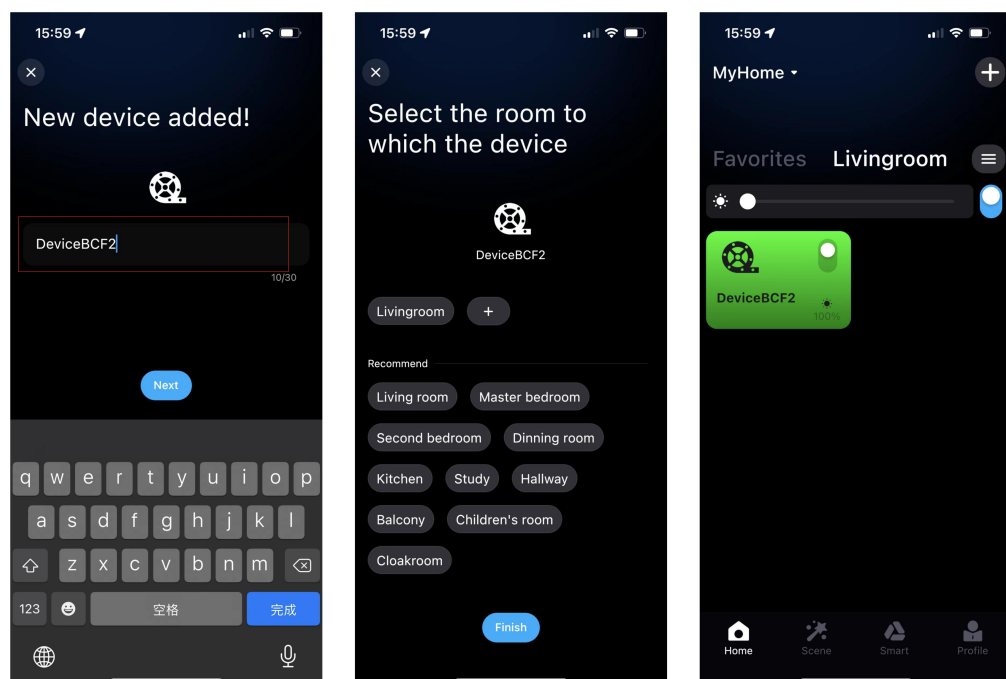 15:59
New device added!
DeviceBCF2
10/30
Next
q w e r t y u i o p
a s d f g h j k l
z x c v b n m
123 空格 完成
15:59
Select the room to
which the device
DeviceBCF2
Livingroom +
Recommend
Living room Master bedroom
Second bedroom Dinning room
Kitchen Study Hallway
Balcony Children's room
Cloakroom
Finish
15:59
MyHome
Favorites Livingroom
DeviceBCF2
100%
Home Scene Smart Profile